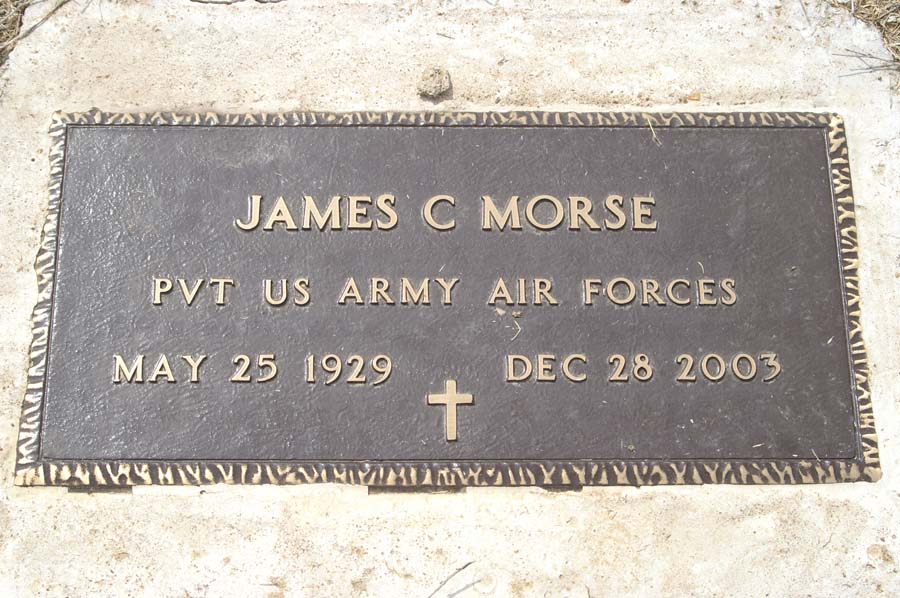 JAMES C MORSE
PVT US ARMY AIR FORCES
MAY 25 1929 DEC 28 2003